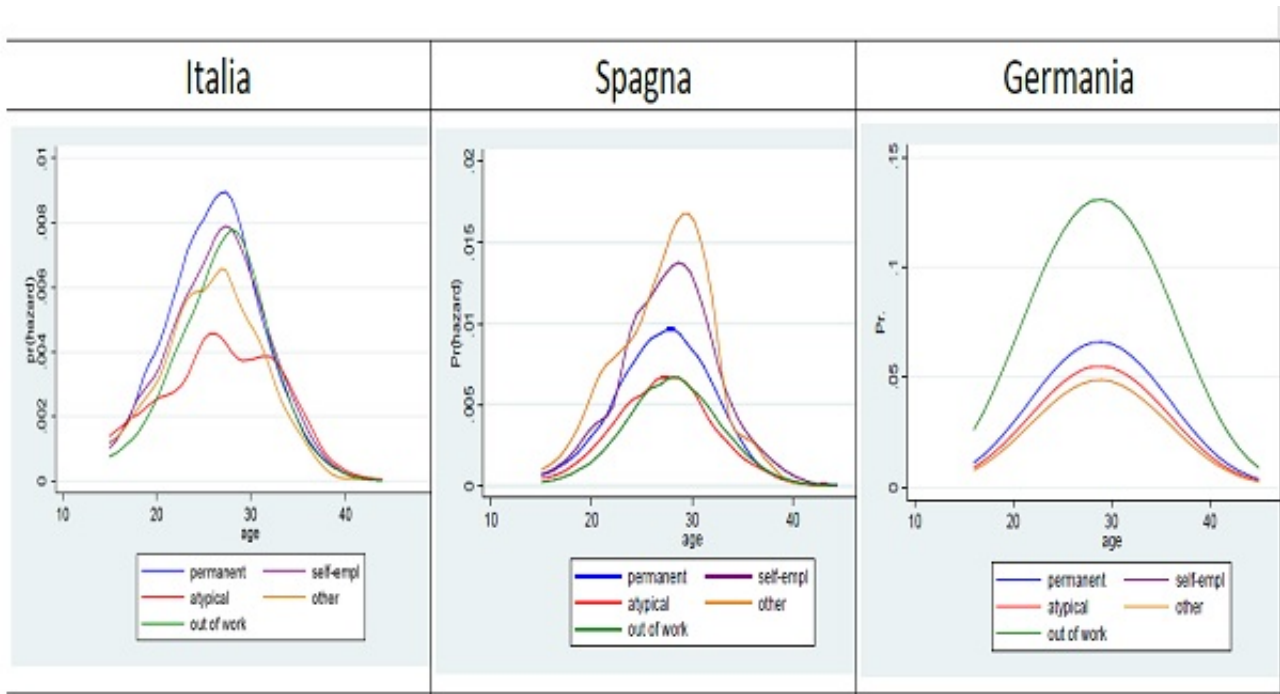 Italia
Spagna
Germania
pr(hazard)
0 .002 .004 .006 .008 .01
10 20 30 40
age
permanent self-empl
atypical other
out of work
Pr(hazard)
0 .005 .01 .015 .02
10 20 30 40
age
permanent self-empl
atypical other
out of work
Pr.
0 .05 .1 .15
10 20 30 40
age
permanent self-empl
atypical other
out of work